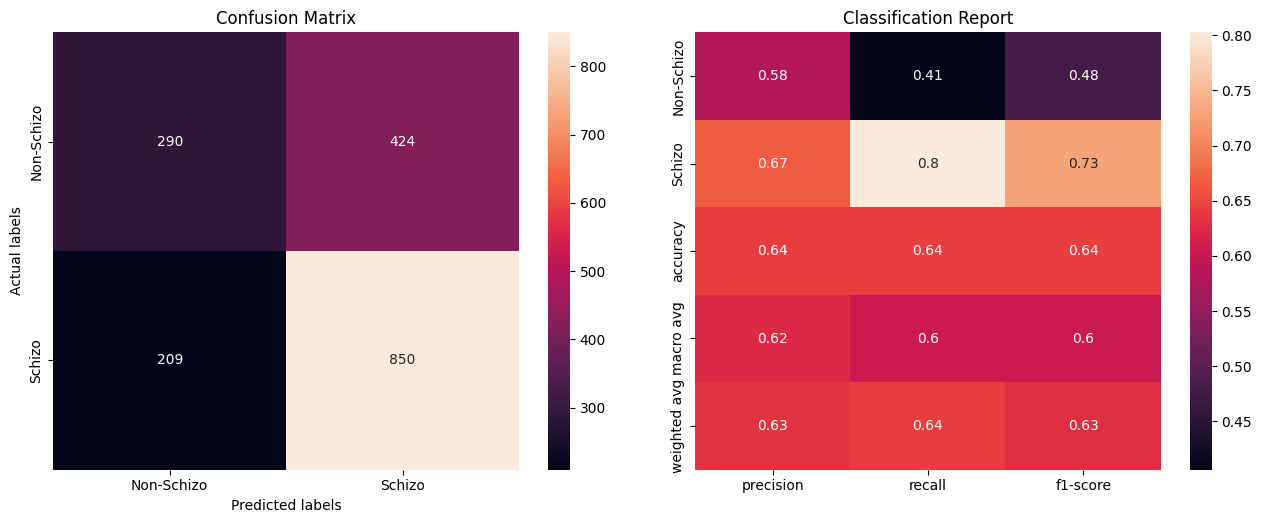 Confusion Matrix
Actual labels
Non-Schizo
Schizo
290
424
209
850
Non-Schizo
Schizo
Predicted labels
800
700
600
500
400
300
Classification Report
Non-Schizo
Schizo
accuracy
macro avg
weighted avg
0.58
0.41
0.48
0.67
0.8
0.73
0.64
0.64
0.64
0.62
0.6
0.6
0.63
0.64
0.63
precision
recall
f1-score
0.80
0.75
0.70
0.65
0.60
0.55
0.50
0.45